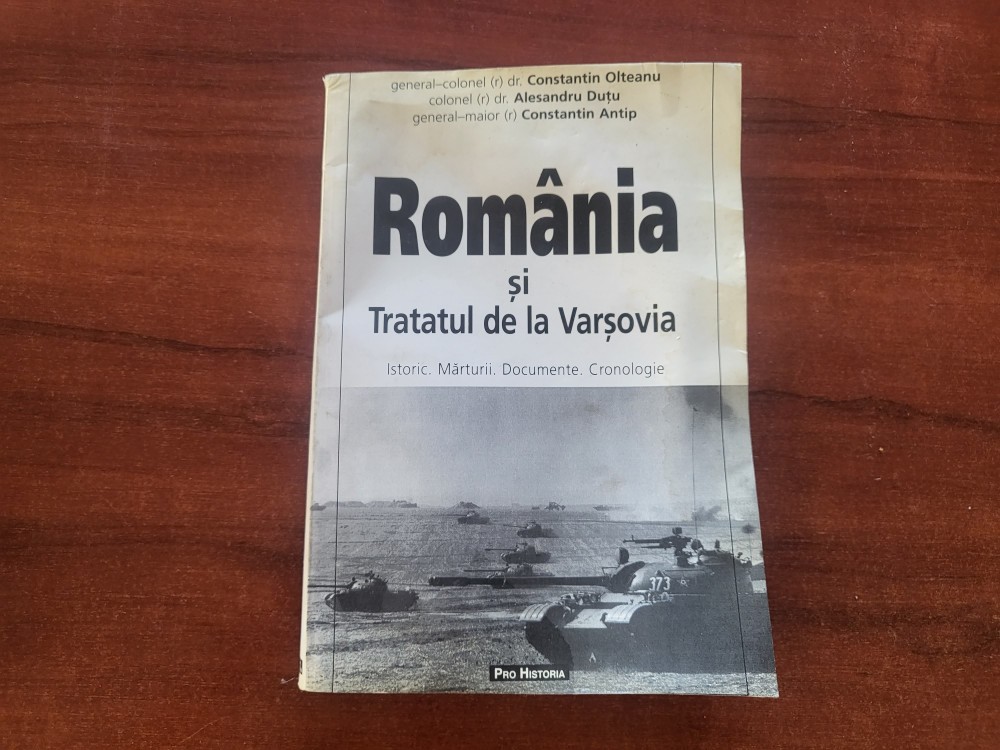 general–colonel (r) dr. Constantin Olteanu
colonel (r) dr. Alesandru Duțu
general–maior (r) Constantin Antip
România
și
Tratatul de la Varșovia
Istoric. Mărturii. Documente. Cronologie
373
PRO HISTORIA